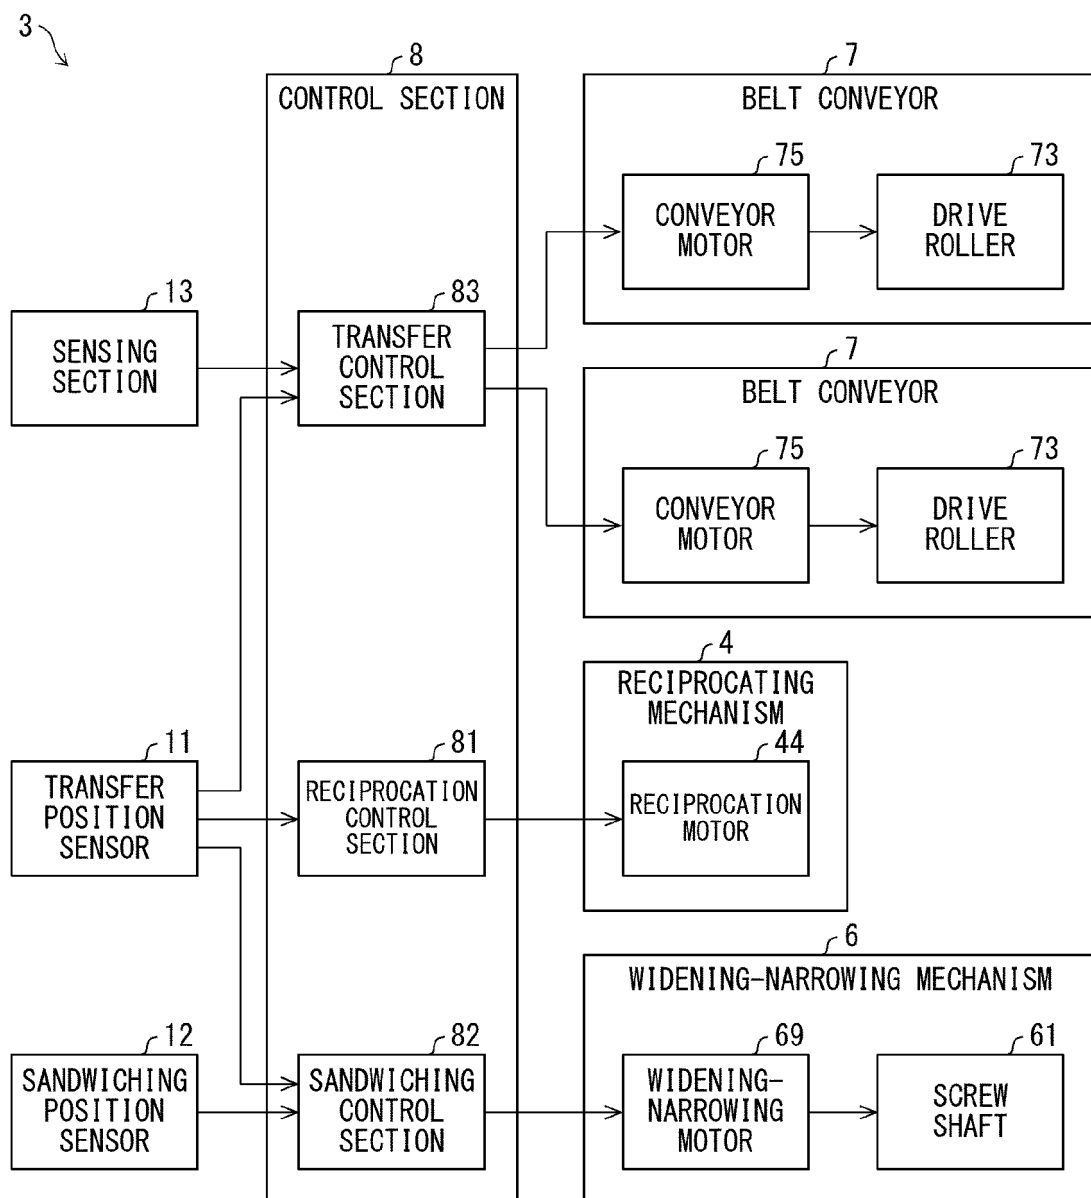 3
8
CONTROL SECTION
7
BELT CONVEYOR
75
CONVEYOR
MOTOR
73
DRIVE
ROLLER
13
SENSING
SECTION
83
TRANSFER
CONTROL
SECTION
7
BELT CONVEYOR
75
CONVEYOR
MOTOR
73
DRIVE
ROLLER
4
RECIPROCATING
MECHANISM
11
TRANSFER
POSITION
SENSOR
81
RECIPROCATION
CONTROL
SECTION
44
RECIPROCATION
MOTOR
6
WIDENING-NARROWING MECHANISM
12
SANDWICHING
POSITION
SENSOR
82
SANDWICHING
CONTROL
SECTION
69
WIDENING-
NARROWING
MOTOR
61
SCREW
SHAFT